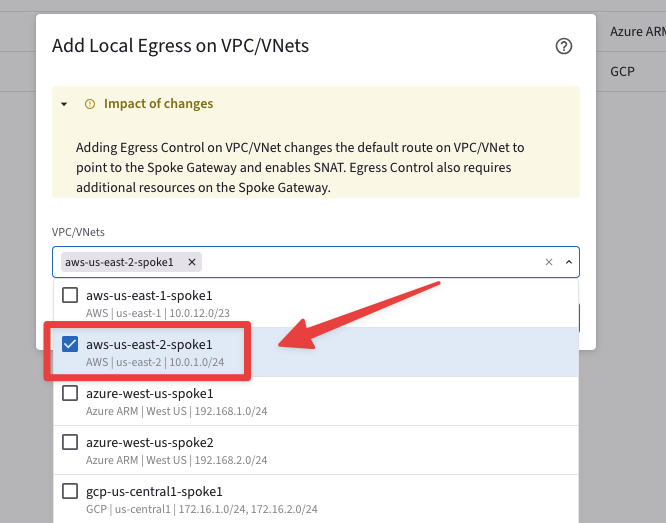 Add Local Egress on VPC/VNets
Azure ARM
GCP
Impact of changes
Adding Egress Control on VPC/VNet changes the default route on VPC/VNet to
point to the Spoke Gateway and enables SNAT. Egress Control also requires
additional resources on the Spoke Gateway.
VPC/VNets
aws-us-east-2-spoke1
aws-us-east-1-spoke1
AWS | us-east-1 | 10.0.12.0/23
aws-us-east-2-spoke1
AWS | us-east-2 | 10.0.1.0/24
azure-west-us-spoke1
Azure ARM | West US | 192.168.1.0/24
azure-west-us-spoke2
Azure ARM | West US | 192.168.2.0/24
gcp-us-central1-spoke1
GCP | us-central1 | 172.16.1.0/24, 172.16.2.0/24